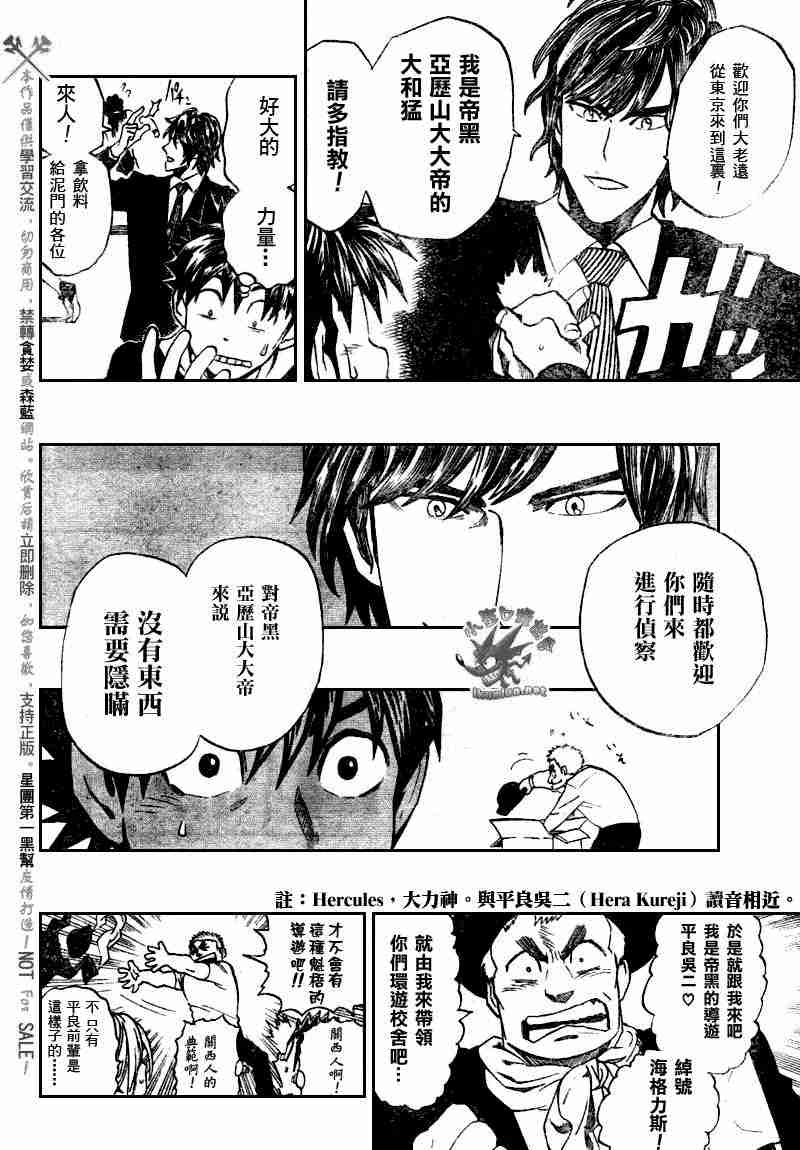 歡迎你們大老遠
從東京來到這裏！
我是帝黑
亞歷山大大帝的
大和猛
請多指教！
ガッ
好大的
力量…
來人！
拿飲料
給泥門的各位
隨時都歡迎
你們來
進行偵察
對帝黑
亞歷山大大帝
來說
沒有東西
需要隱瞞
註：Hercules，大力神。與平良吳二（Hera Kureji）讀音相近。
於是就跟我來吧
我是帝黑的導遊
平良吳二♡
綽號
海格力斯！
就由我來帶領
你們環遊校舍吧…
才不會有
這種魁梧的
導遊吧!!
關西人啊！
關西人的
典範啊！
不只有
平良前輩是
這樣子的……
本作品僅供學習交流，切勿商用，禁轉貪婪或森藍網站。欣賞后請立即刪除，如您喜歡，支持正版。星團第一黑幫友情打造—NOT For SALE—